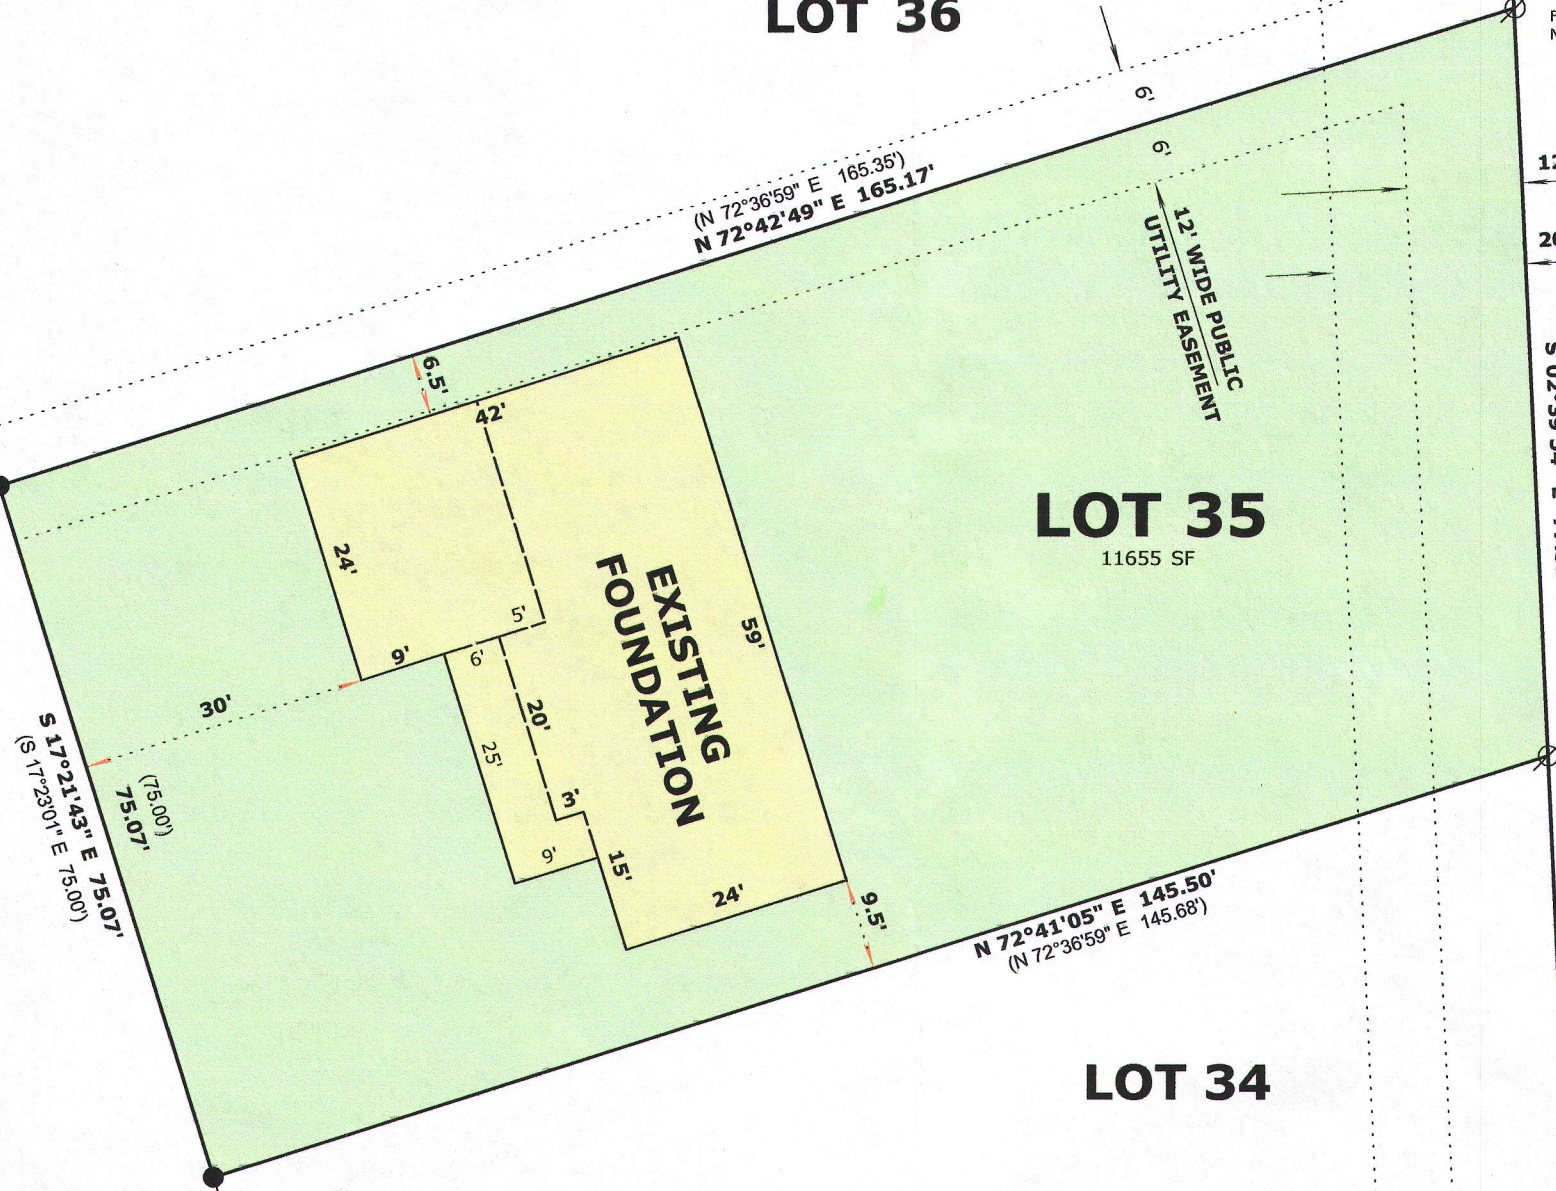 LOT 36
6'
6'
(N 72°36'59" E 165.35')
N 72°42'49" E 165.17'
12' WIDE PUBLIC
UTILITY EASEMENT
6.5'
42'
24'
5'
9'
6'
30'
20'
25'
3'
9'
15'
24'
59'
9.5'
EXISTING
FOUNDATION
LOT 35
11655 SF
S 17°21'43" E 75.07'
(S 17°23'01" E 75.00')
(75.00')
75.07'
N 72°41'05" E 145.50'
(N 72°36'59" E 145.68')
LOT 34